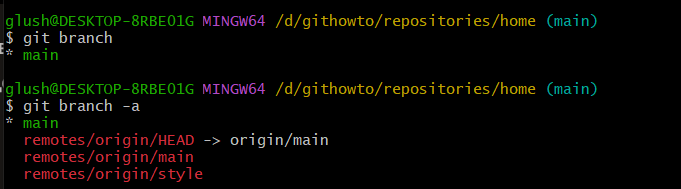 glush@DESKTOP-8RBE01G MINGW64 /d/githowto/repositories/home (main)
$ git branch
* main
glush@DESKTOP-8RBE01G MINGW64 /d/githowto/repositories/home (main)
$ git branch -a
* main
remotes/origin/HEAD -> origin/main
remotes/origin/main
remotes/origin/style